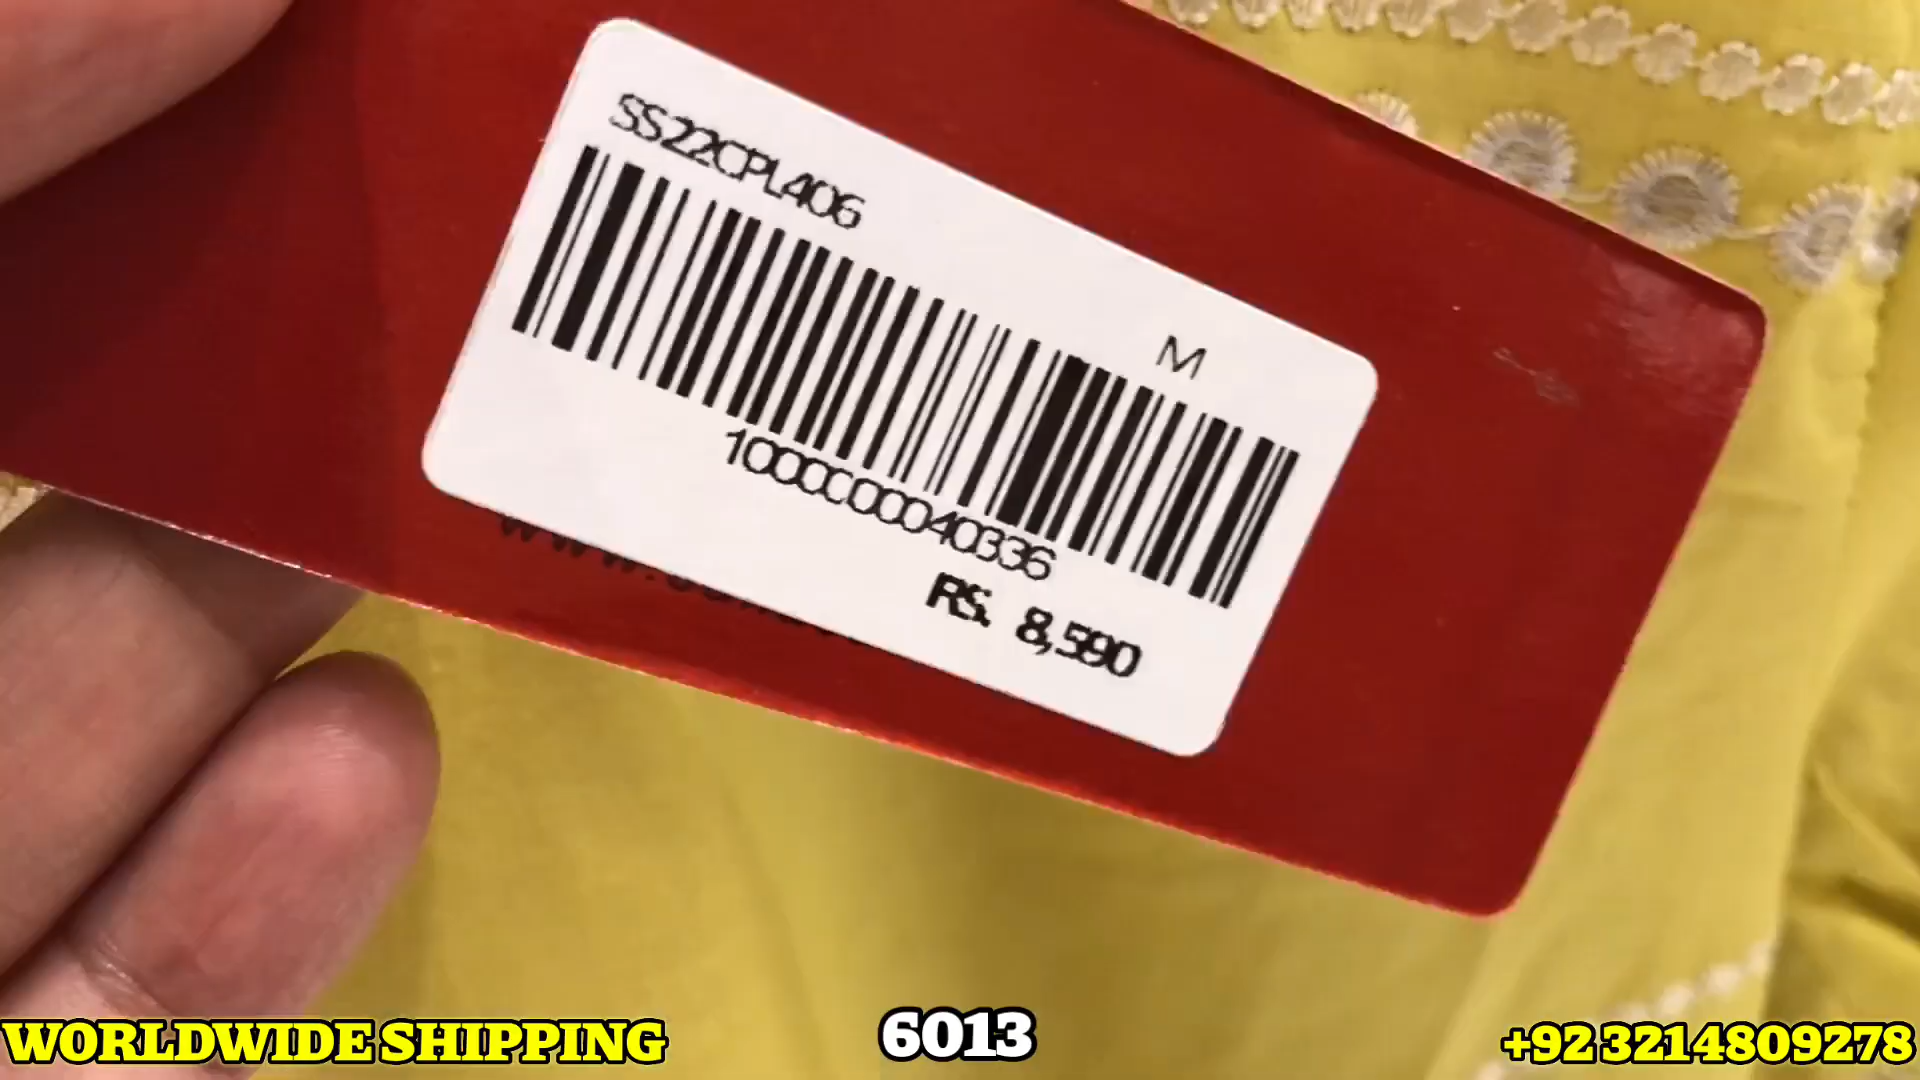 SS22CPL406
M
1000000040336
RS. 8,590
WORLDWIDE SHIPPING
6013
+92 3214809278